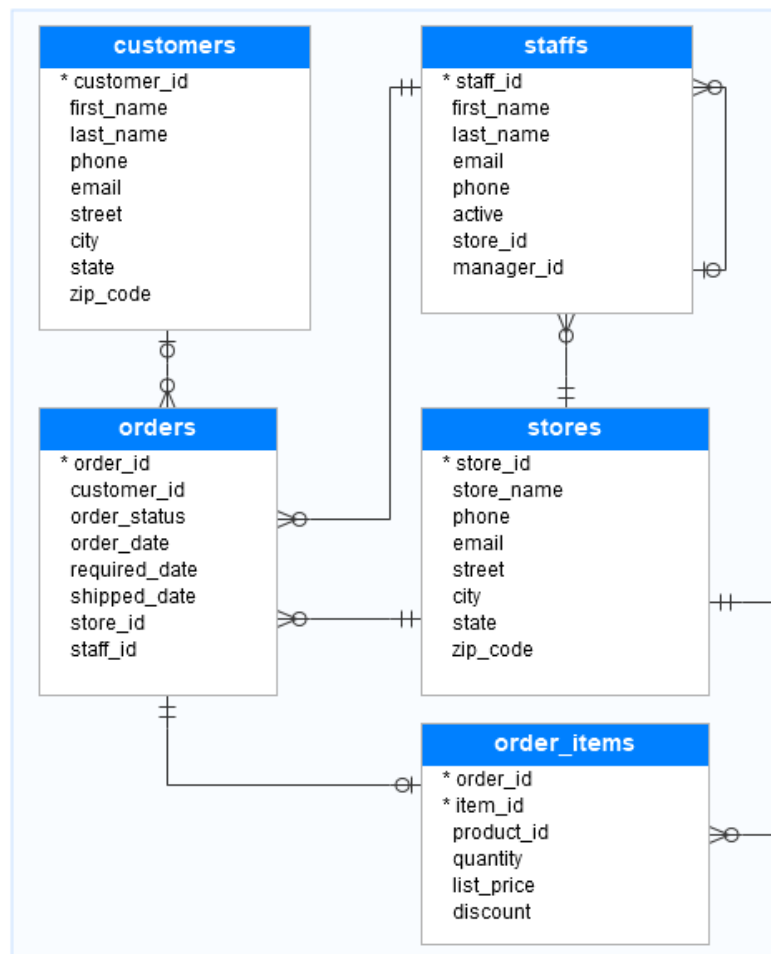 customers
* customer_id
first_name
last_name
phone
email
street
city
state
zip_code
staffs
* staff_id
first_name
last_name
email
phone
active
store_id
manager_id
orders
* order_id
customer_id
order_status
order_date
required_date
shipped_date
store_id
staff_id
stores
* store_id
store_name
phone
email
street
city
state
zip_code
order_items
* order_id
* item_id
product_id
quantity
list_price
discount